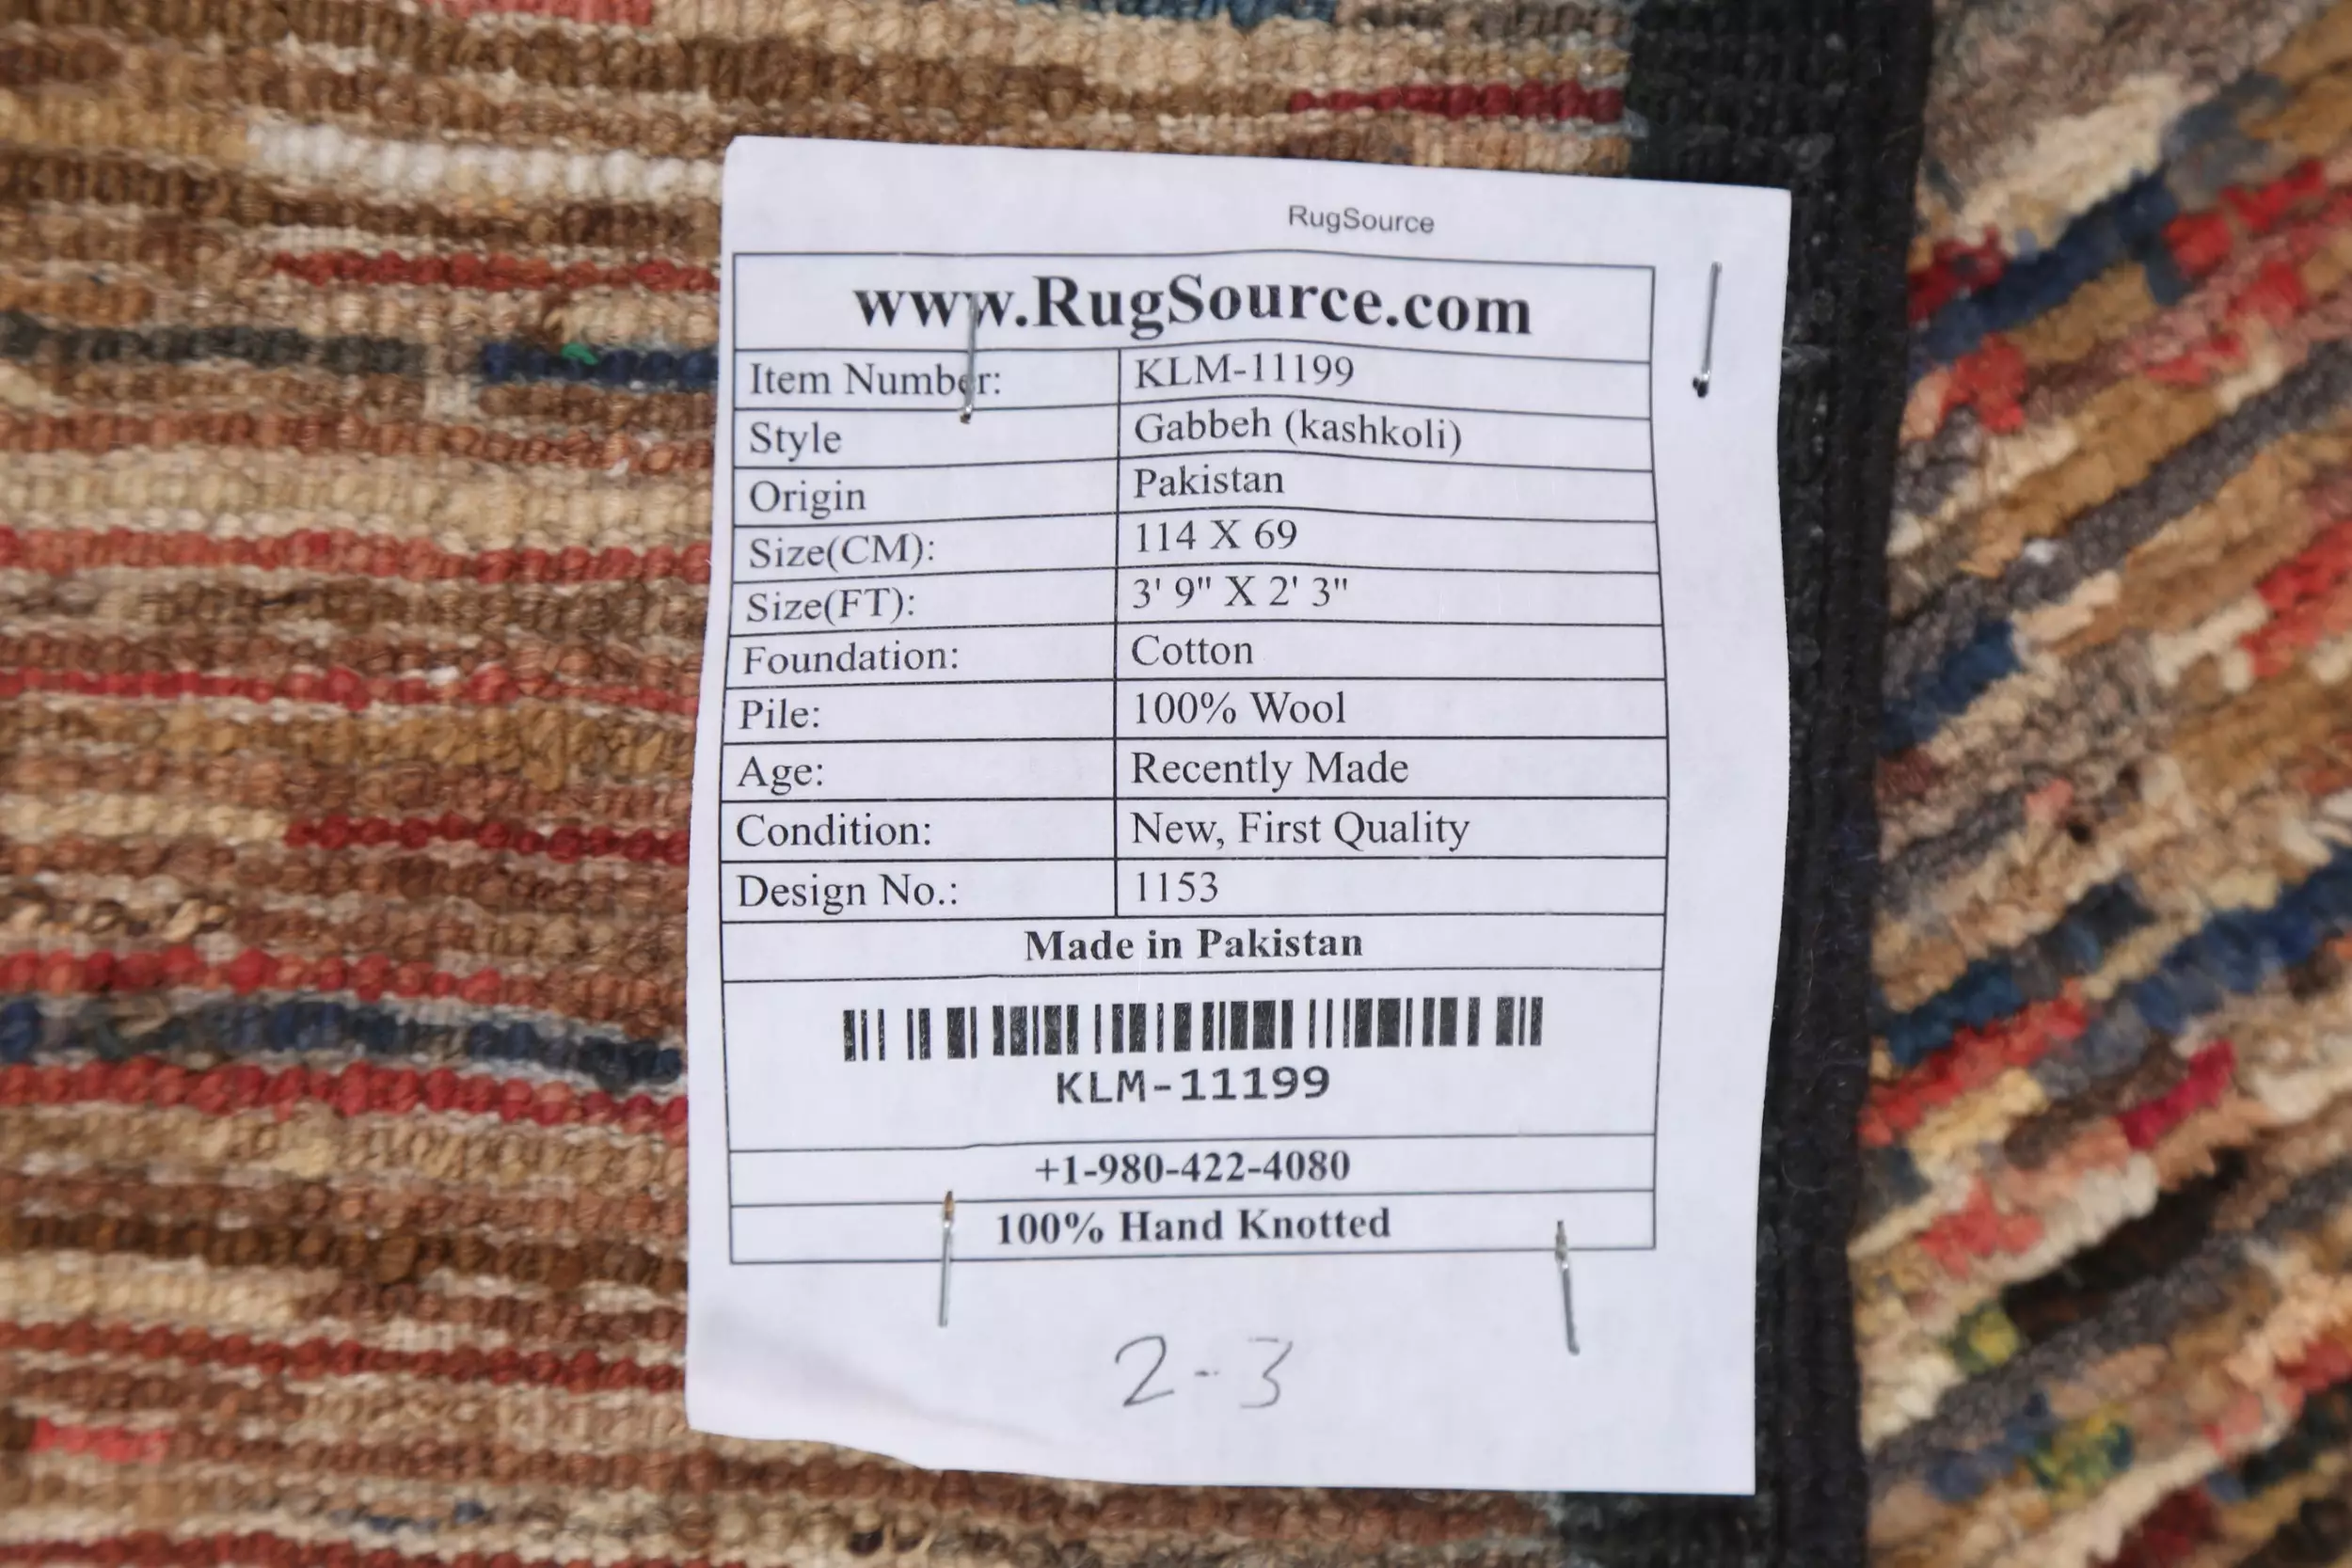 RugSource
www.RugSource.com
Item Number: KLM-11199
Style Gabbeh (kashkoli)
Origin Pakistan
Size(CM): 114 X 69
Size(FT): 3' 9" X 2' 3"
Foundation: Cotton
Pile: 100% Wool
Age: Recently Made
Condition: New, First Quality
Design No.: 1153
Made in Pakistan
KLM-11199
+1-980-422-4080
100% Hand Knotted
2-3